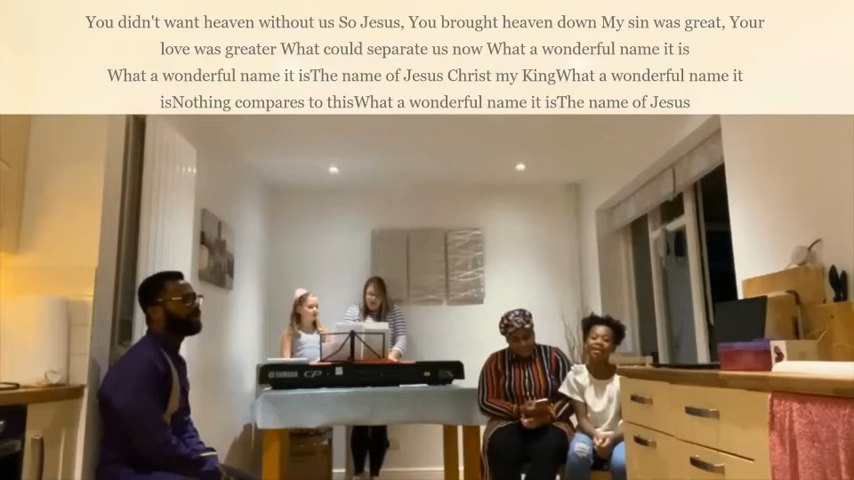 You didn't want heaven without us So Jesus, You brought heaven down My sin was great, Your
love was greater What could separate us now What a wonderful name it is
What a wonderful name it isThe name of Jesus Christ my KingWhat a wonderful name it
isNothing compares to thisWhat a wonderful name it isThe name of Jesus
YAMAHA CP